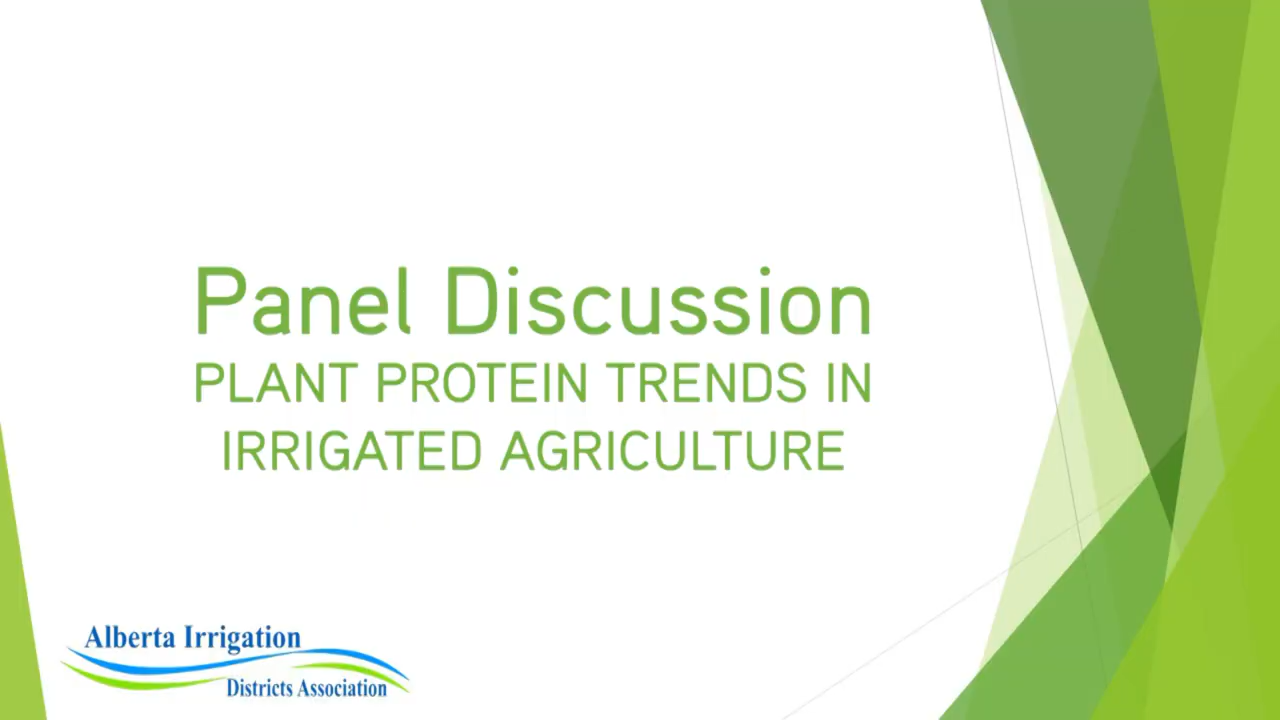 Panel Discussion
PLANT PROTEIN TRENDS IN
IRRIGATED AGRICULTURE
Alberta Irrigation
Districts Association